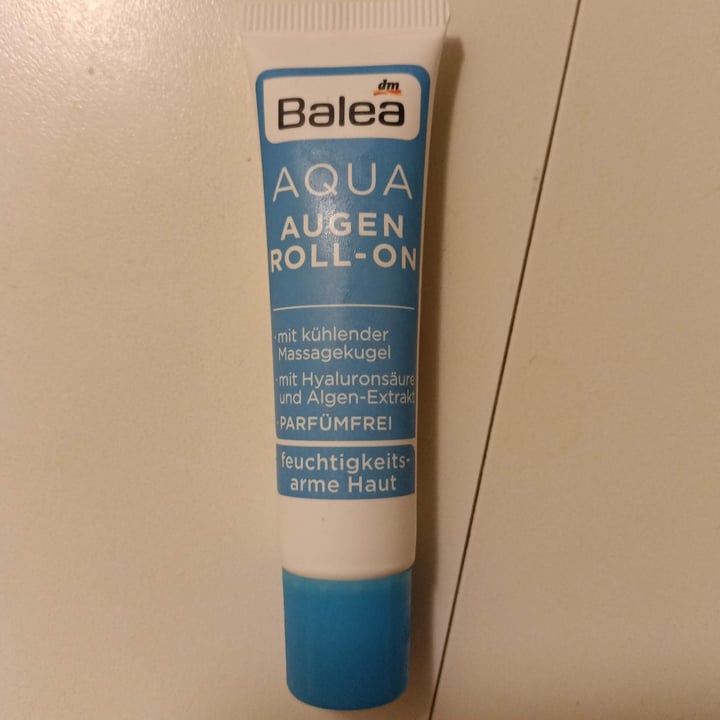 dm
Balea
AQUA
AUGEN
ROLL-ON
·mit kühlender
Massagekugel
·mit Hyaluronsäure
und Algen-Extrakt
·PARFÜMFREI
feuchtigkeits-
arme Haut